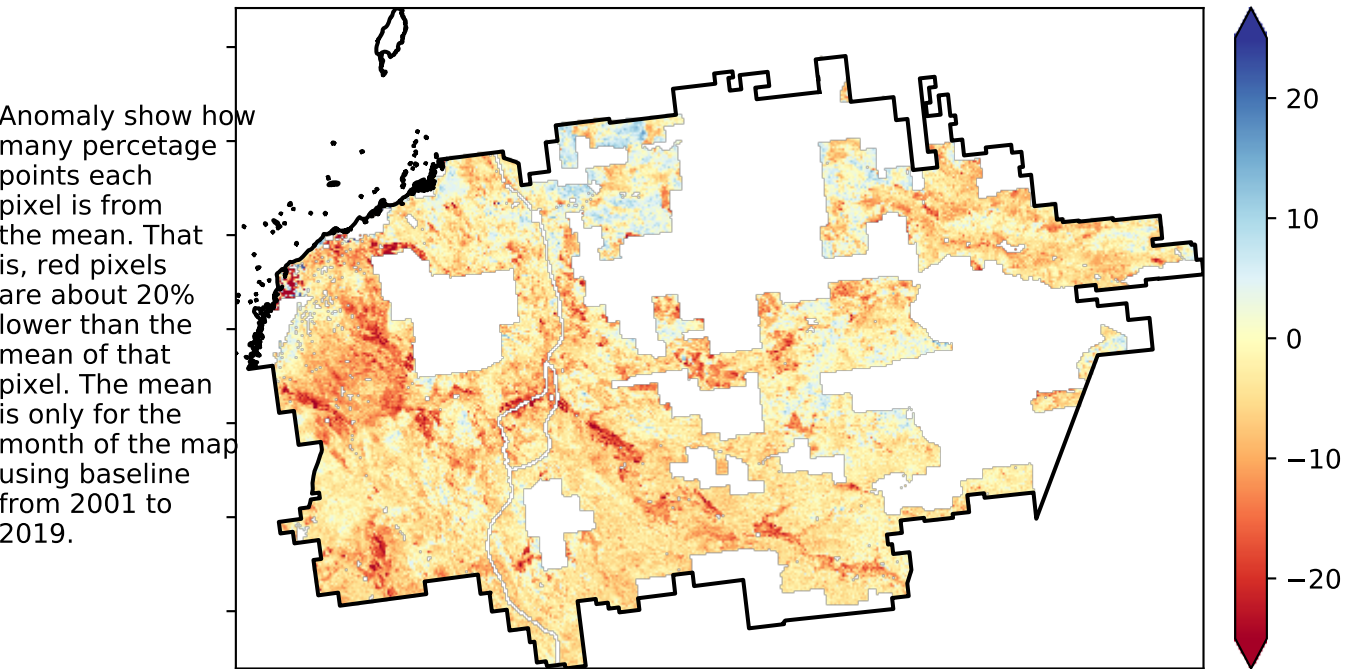 Anomaly show how
many percetage
points each
pixel is from
the mean. That
is, red pixels
are about 20%
lower than the
mean of that
pixel. The mean
is only for the
month of the map
using baseline
from 2001 to
2019.
20
10
0
−10
−20